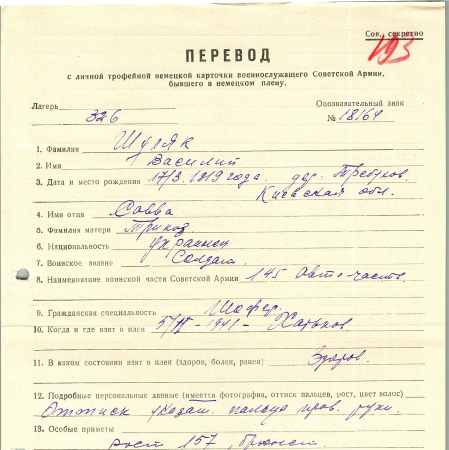 Сов. секретно
193
ПЕРЕВОД
с личной трофейной немецкой карточки военнослужащего Советской Армии,
бывшего в немецком плену.
Лагерь 326
Опознавательный знак
№ 18164
1. Фамилия Шуляк
2. Имя Василий
3. Дата и место рождения 17/3. 1919 года. дер. Требухов.
Киевская обл.
4. Имя отца Савва
5. Фамилия матери Трикоз
6. Национальность украинец
7. Воинское звание Солдат.
8. Наименование воинской части Советской Армии 145 Авто-часть.
9. Гражданская специальность Шофер.
10. Когда и где взят в плен - 1941 - Харьков
11. В каком состоянии взят в плен (здоров, болен, ранен) Здоров.
12. Подробные персональные данные (имеется фотография, оттиск пальцев, рост, цвет волос)
Оттиск указат. пальца прав. руки.
13. Особые приметы
рост 157, брюнет.